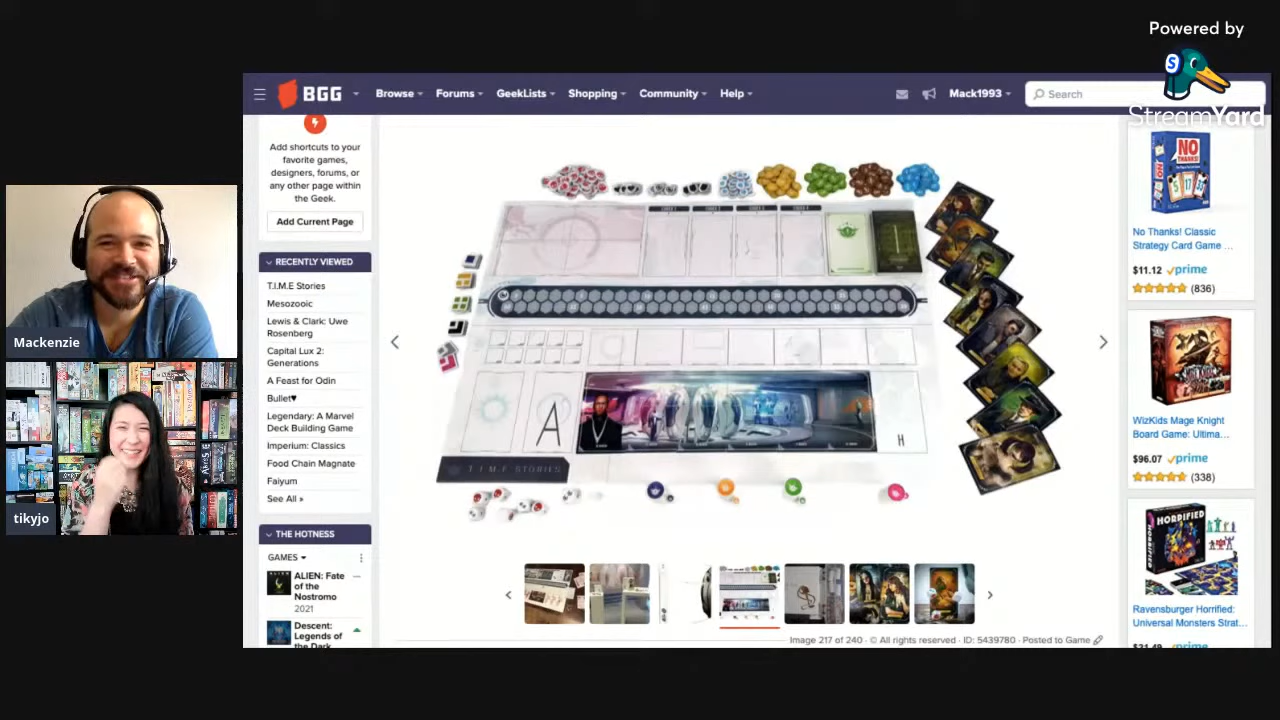 Powered by
StreamYard
BGG
Browse
Forums
GeekLists
Shopping
Community
Help
Mack1993
Search
Add shortcuts to your
favorite games,
designers, forums, or
any other page within
the Geek.
Add Current Page
RECENTLY VIEWED
T.I.M.E Stories
Mesozooic
Lewis & Clark: Uwe
Rosenberg
Capital Lux 2:
Generations
A Feast for Odin
Bullet♥
Legendary: A Marvel
Deck Building Game
Imperium: Classics
Food Chain Magnate
Faiyum
See All »
THE HOTNESS
GAMES
ALIEN: Fate
of the
Nostromo
2021
Descent:
Legends of
the Dark
A
H
T.I.M.E STORIES
Image 217 of 240 · © All rights reserved · ID: 5439780 · Posted to Game
NO
THANKS!
No Thanks! Classic
Strategy Card Game ...
$11.12 prime
(836)
WizKids Mage Knight
Board Game: Ultima...
$96.07 prime
(338)
HORRIFIED
Ravensburger Horrified:
Universal Monsters Strat...
Mackenzie
tikyjo